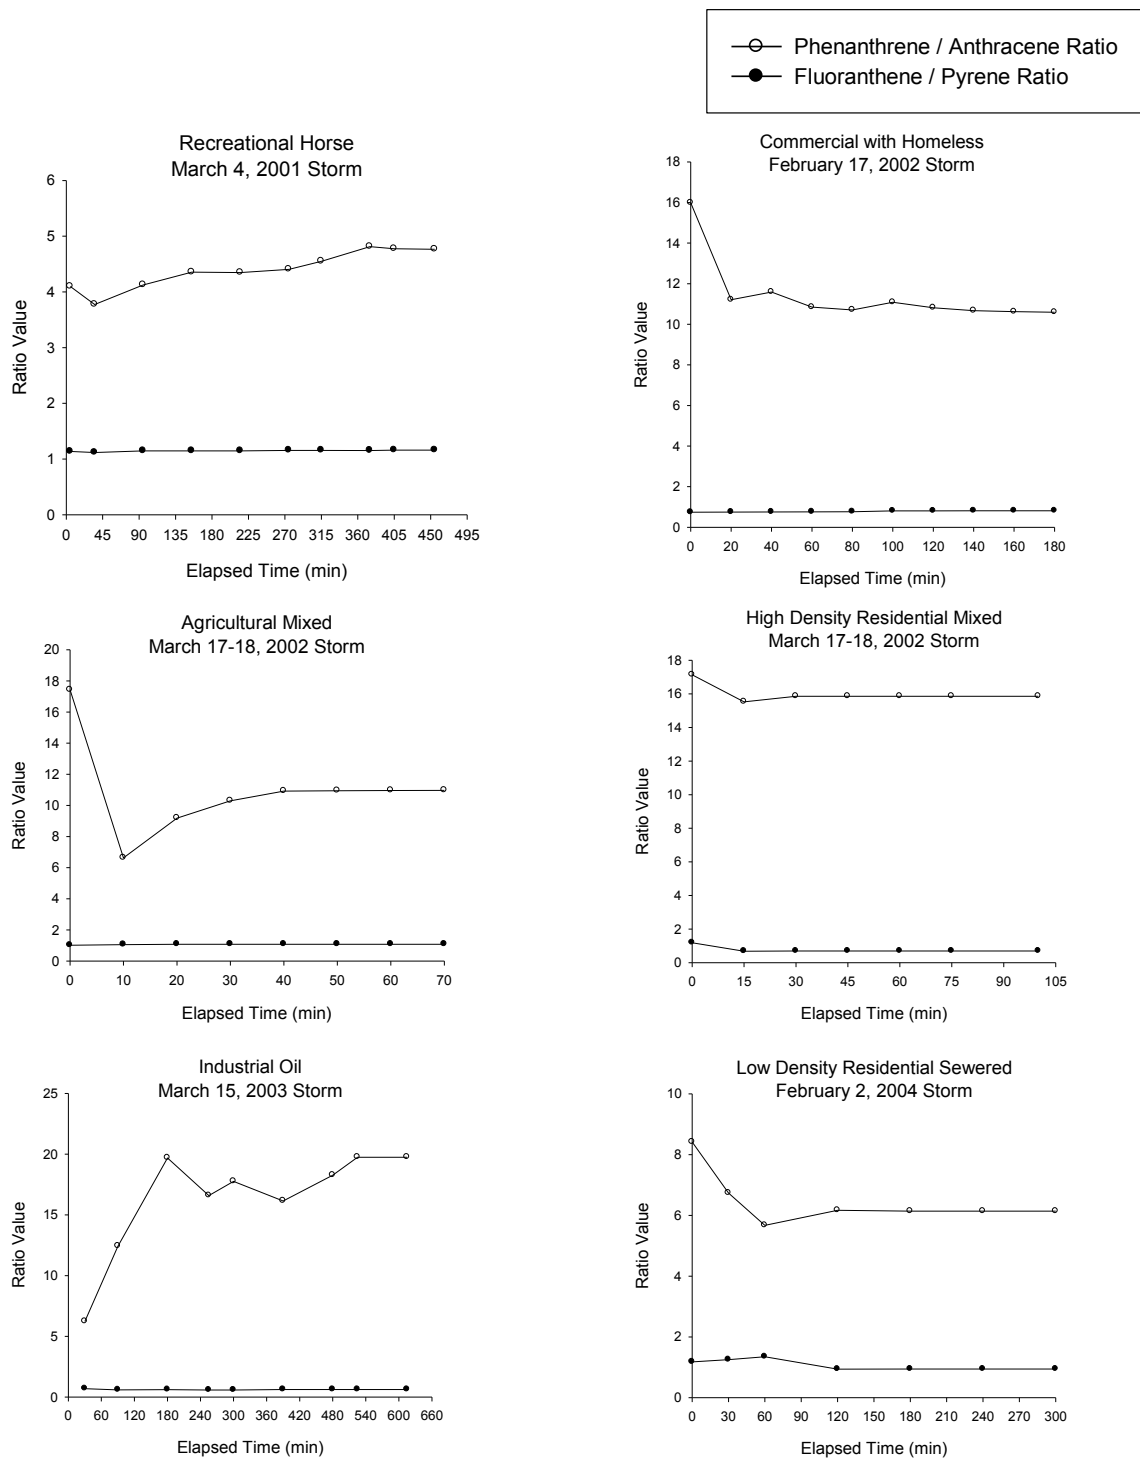 Phenanthrene / Anthracene Ratio
Fluoranthene / Pyrene Ratio
Recreational Horse
March 4, 2001 Storm
6
5
4
3
2
1
0
Ratio Value
0 45 90 135 180 225 270 315 360 405 450 495
Elapsed Time (min)
Commercial with Homeless
February 17, 2002 Storm
18
16
14
12
10
8
6
4
2
0
Ratio Value
0 20 40 60 80 100 120 140 160 180
Elapsed Time (min)
Agricultural Mixed
March 17-18, 2002 Storm
20
18
16
14
12
10
8
6
4
2
0
Ratio Value
0 10 20 30 40 50 60 70
Elapsed Time (min)
High Density Residential Mixed
March 17-18, 2002 Storm
18
16
14
12
10
8
6
4
2
0
Ratio Value
0 15 30 45 60 75 90 105
Elapsed Time (min)
Industrial Oil
March 15, 2003 Storm
25
20
15
10
5
0
Ratio Value
0 60 120 180 240 300 360 420 480 540 600 660
Elapsed Time (min)
Low Density Residential Sewered
February 2, 2004 Storm
10
8
6
4
2
0
Ratio Value
0 30 60 90 120 150 180 210 240 270 300
Elapsed Time (min)